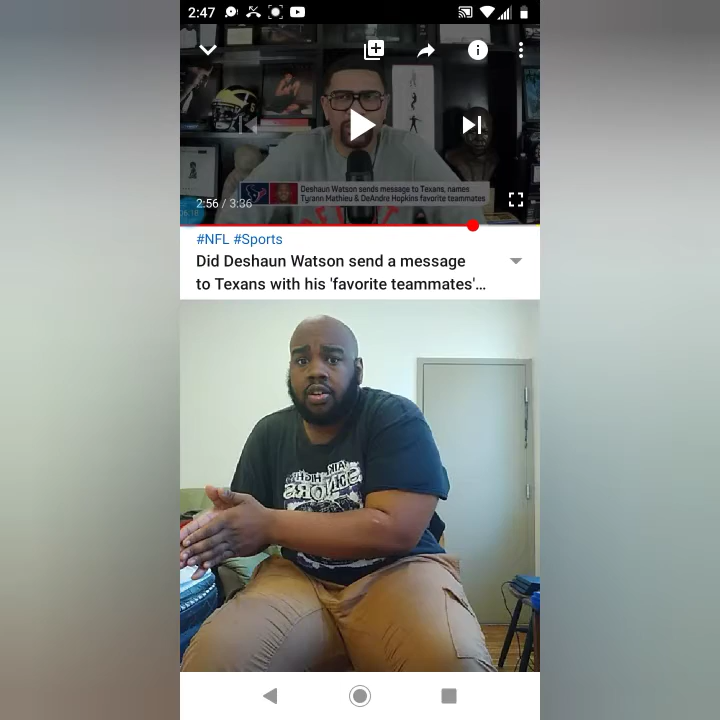 2:47
Deshaun Watson sends message to Texans, names
Tyrann Mathieu & DeAndre Hopkins favorite teammates
2:56 / 3:36
#NFL #Sports
Did Deshaun Watson send a message
to Texans with his 'favorite teammates'...
SENIORS